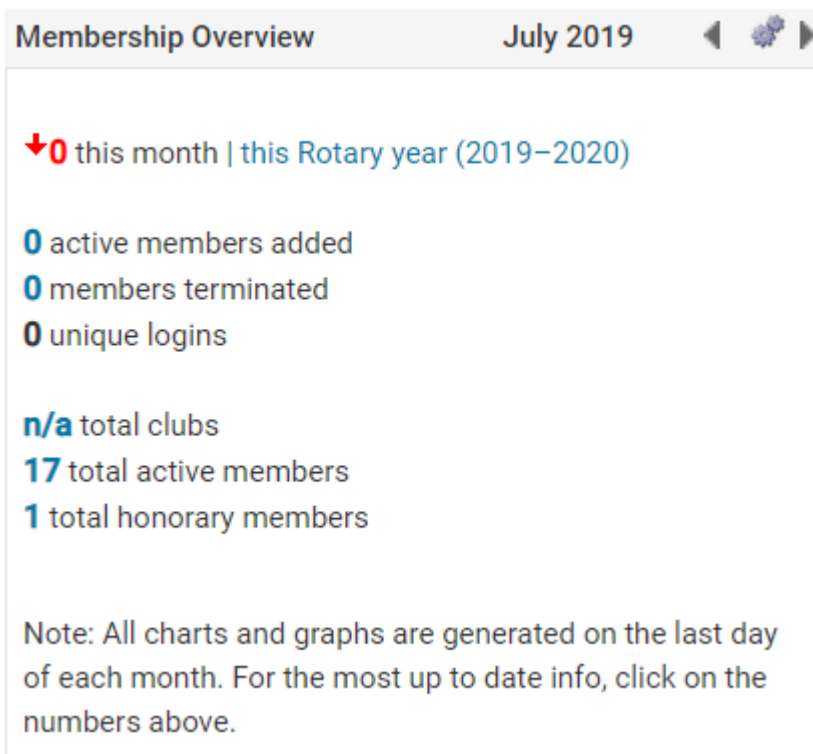 Membership Overview July 2019
0 this month | this Rotary year (2019–2020)
0 active members added
0 members terminated
0 unique logins
n/a total clubs
17 total active members
1 total honorary members
Note: All charts and graphs are generated on the last day
of each month. For the most up to date info, click on the
numbers above.